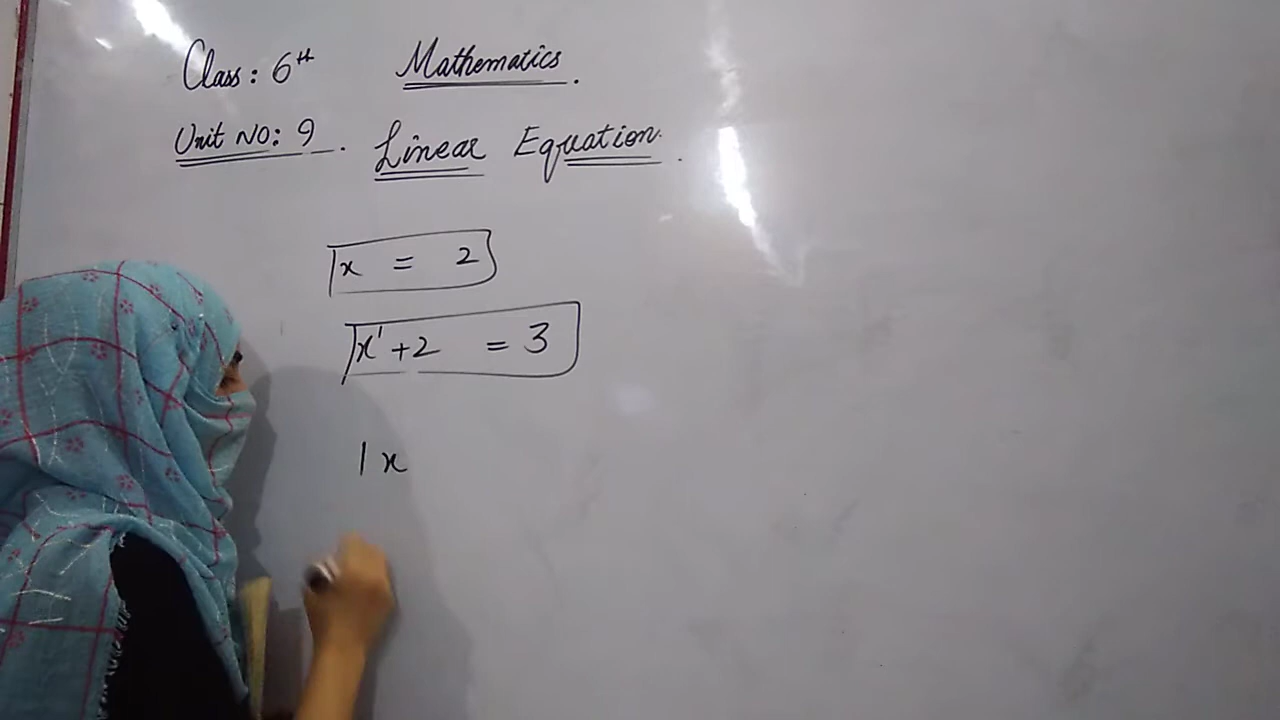 Class: 6th Mathematics.
Unit NO: 9. Linear Equation.
x = 2
x¹+2 = 3
1x